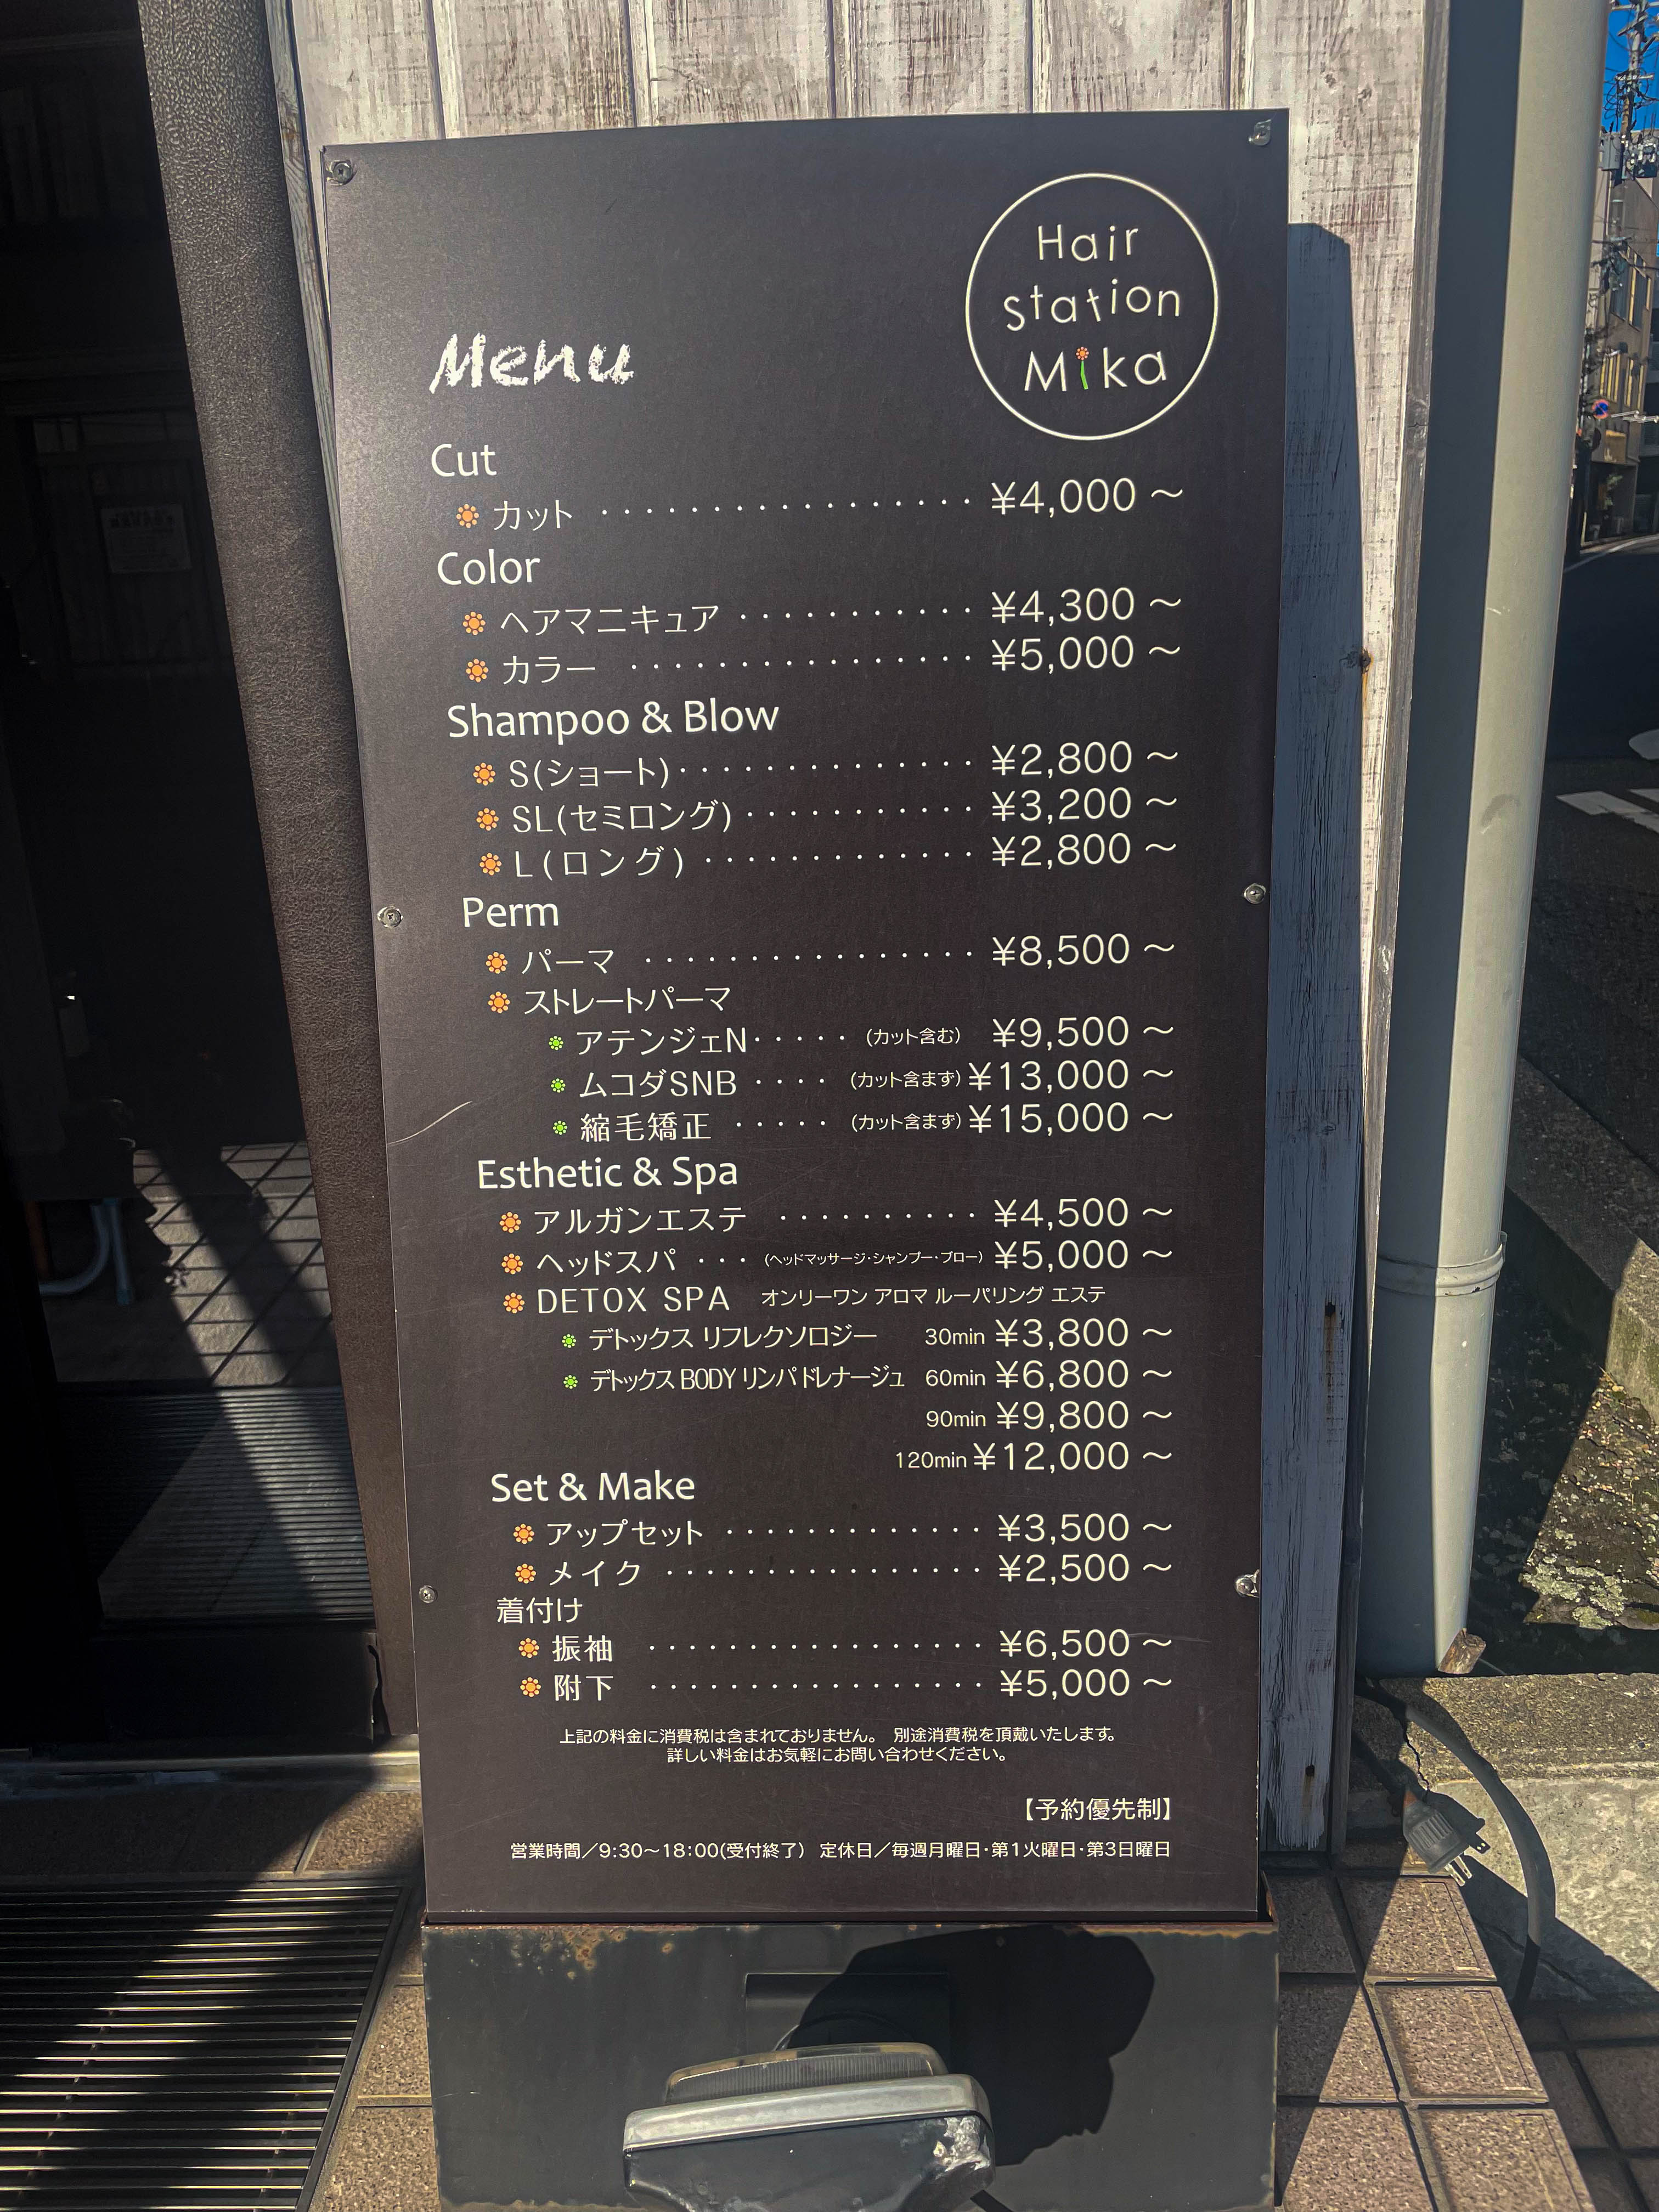 Hair
station
Mika
Menu
Cut
カット ················ ¥4,000 ～
Color
ヘアマニキュア ··········· ¥4,300 ～
カラー ················ ¥5,000 ～
Shampoo & Blow
S(ショート) ·············· ¥2,800 ～
SL(セミロング) ··········· ¥3,200 ～
L(ロング) ············· ¥2,800 ～
Perm
パーマ ················ ¥8,500 ～
ストレートパーマ
アテンジェN ····· (カット含む) ¥9,500 ～
ムコダSNB ···· (カット含まず) ¥13,000 ～
縮毛矯正 ····· (カット含まず) ¥15,000 ～
Esthetic & Spa
アルガンエステ ·········· ¥4,500 ～
ヘッドスパ ··· (ヘッドマッサージ・シャンプー・ブロー) ¥5,000 ～
DETOX SPA オンリーワン アロマ ルーパリング エステ
デトックス リフレクソロジー 30min ¥3,800 ～
デトックス BODY リンパドレナージュ 60min ¥6,800 ～
90min ¥9,800 ～
120min ¥12,000 ～
Set & Make
アップセット ············· ¥3,500 ～
メイク ················ ¥2,500 ～
着付け
振袖 ················· ¥6,500 ～
附下 ················· ¥5,000 ～
上記の料金に消費税は含まれておりません。 別途消費税を頂戴いたします。
詳しい料金はお気軽にお問い合わせください。
【予約優先制】
営業時間／9:30～18:00(受付終了) 定休日／毎週月曜日・第1火曜日・第3日曜日